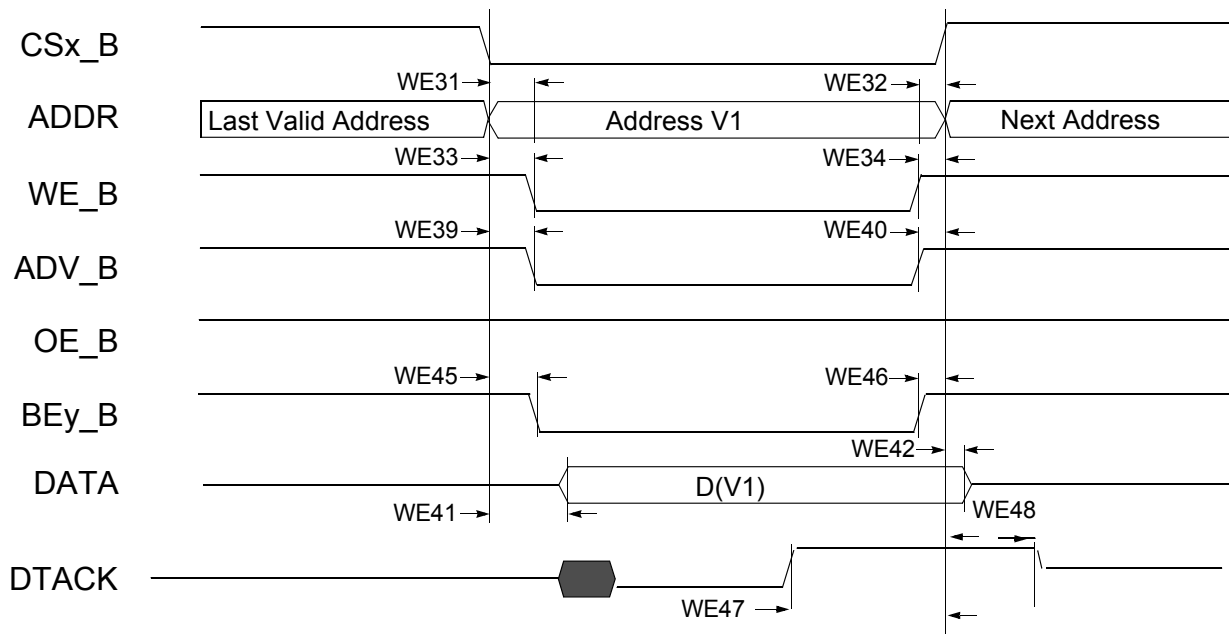 CSx_B
WE31
WE32
ADDR
Last Valid Address
Address V1
Next Address
WE33
WE34
WE_B
WE39
WE40
ADV_B
OE_B
WE45
WE46
BEy_B
WE42
DATA
D(V1)
WE41
WE48
DTACK
WE47